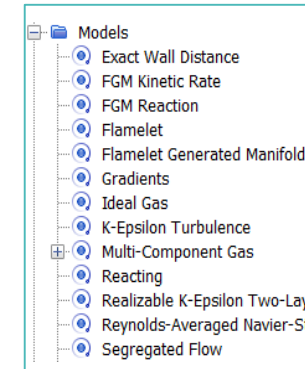 Models
Exact Wall Distance
FGM Kinetic Rate
FGM Reaction
Flamelet
Flamelet Generated Manifold
Gradients
Ideal Gas
K-Epsilon Turbulence
Multi-Component Gas
Reacting
Realizable K-Epsilon Two-Lay
Reynolds-Averaged Navier-S
Segregated Flow